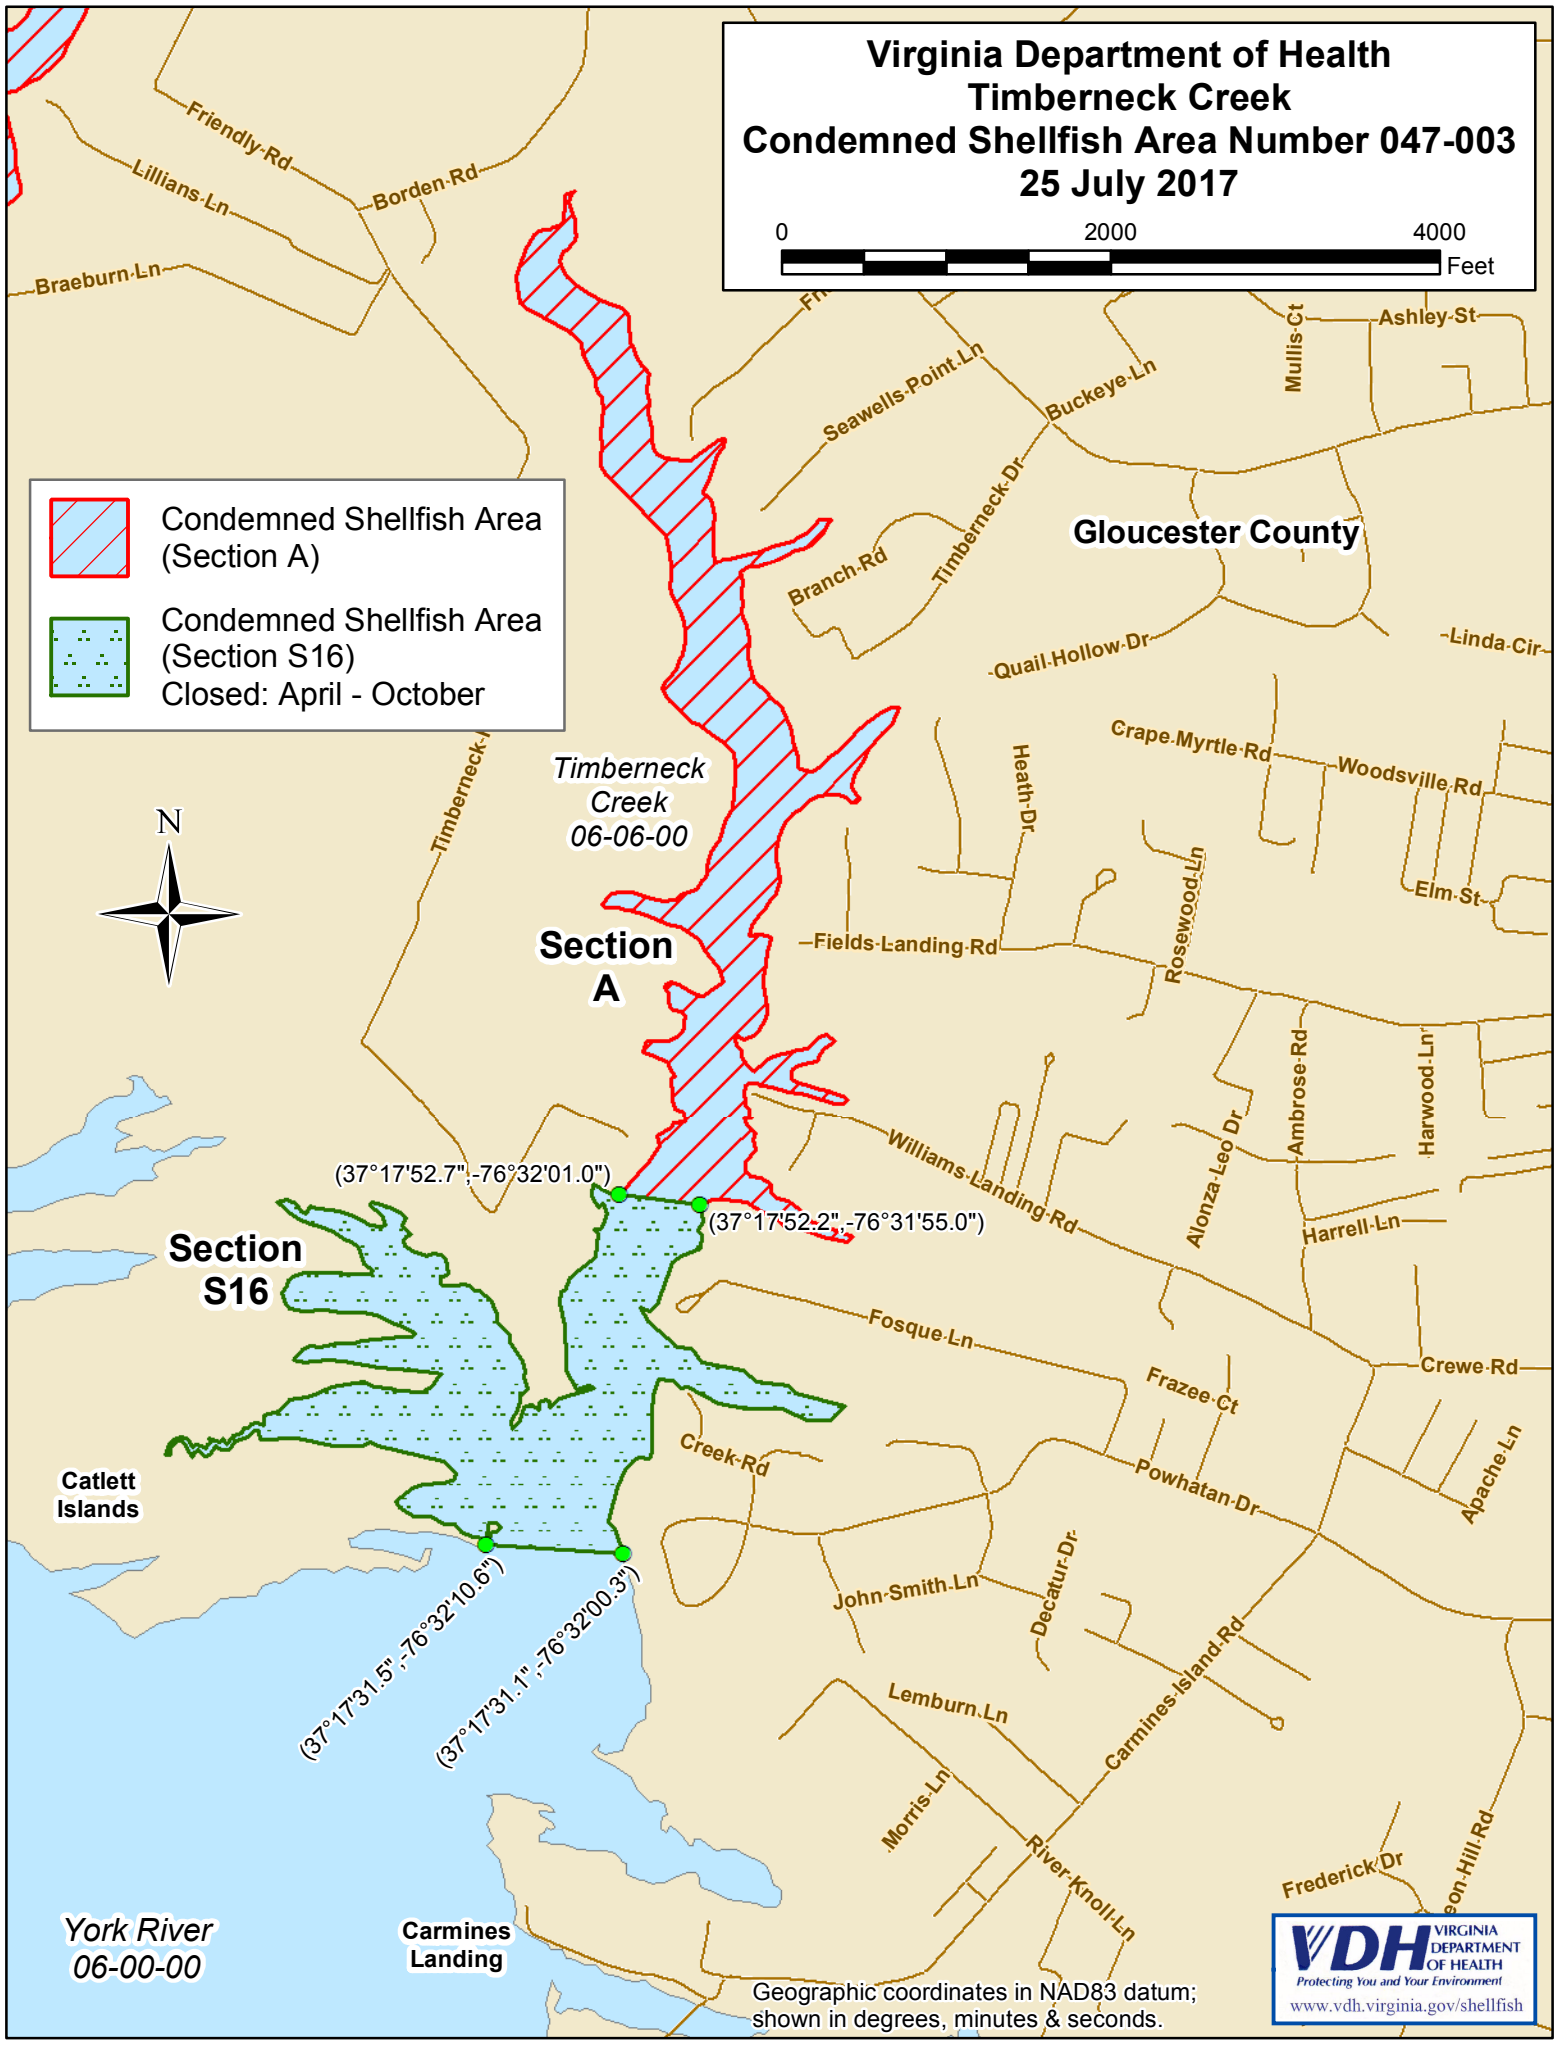 Virginia Department of Health
Timberneck Creek
Condemned Shellfish Area Number 047-003
25 July 2017
0 2000 4000
Feet
Friendly Rd
Lillians Ln
Borden Rd
Braeburn Ln
Seawells Point Ln
Buckeye Ln
Mullis Ct
Ashley St
Timberneck Dr
Branch Rd
Gloucester County
Quail Hollow Dr
Linda Cir
Condemned Shellfish Area
(Section A)
Condemned Shellfish Area
(Section S16)
Closed: April - October
Timberneck
Timberneck
Creek
06-06-00
N
Heath Dr
Crape Myrtle Rd
Woodsville Rd
Rosewood Ln
Elm St
Section
A
Fields Landing Rd
Ambrose Rd
Harwood Ln
Alonza Leo Dr
Williams Landing Rd
Harrell Ln
(37°17'52.7",-76°32'01.0")
(37°17'52.2",-76°31'55.0")
Section
S16
Fosque Ln
Crewe Rd
Frazee Ct
Apache Ln
Creek Rd
Powhatan Dr
Catlett
Islands
John Smith Ln
Decatur Dr
(37°17'31.5",-76°32'10.6")
(37°17'31.1",-76°32'00.3")
Carmines Island Rd
Lemburn Ln
Morris Ln
River Knoll Ln
Frederick Dr
eon Hill Rd
York River
06-00-00
Carmines
Landing
Geographic coordinates in NAD83 datum;
shown in degrees, minutes & seconds.
VDH
VIRGINIA
DEPARTMENT
OF HEALTH
Protecting You and Your Environment
www.vdh.virginia.gov/shellfish